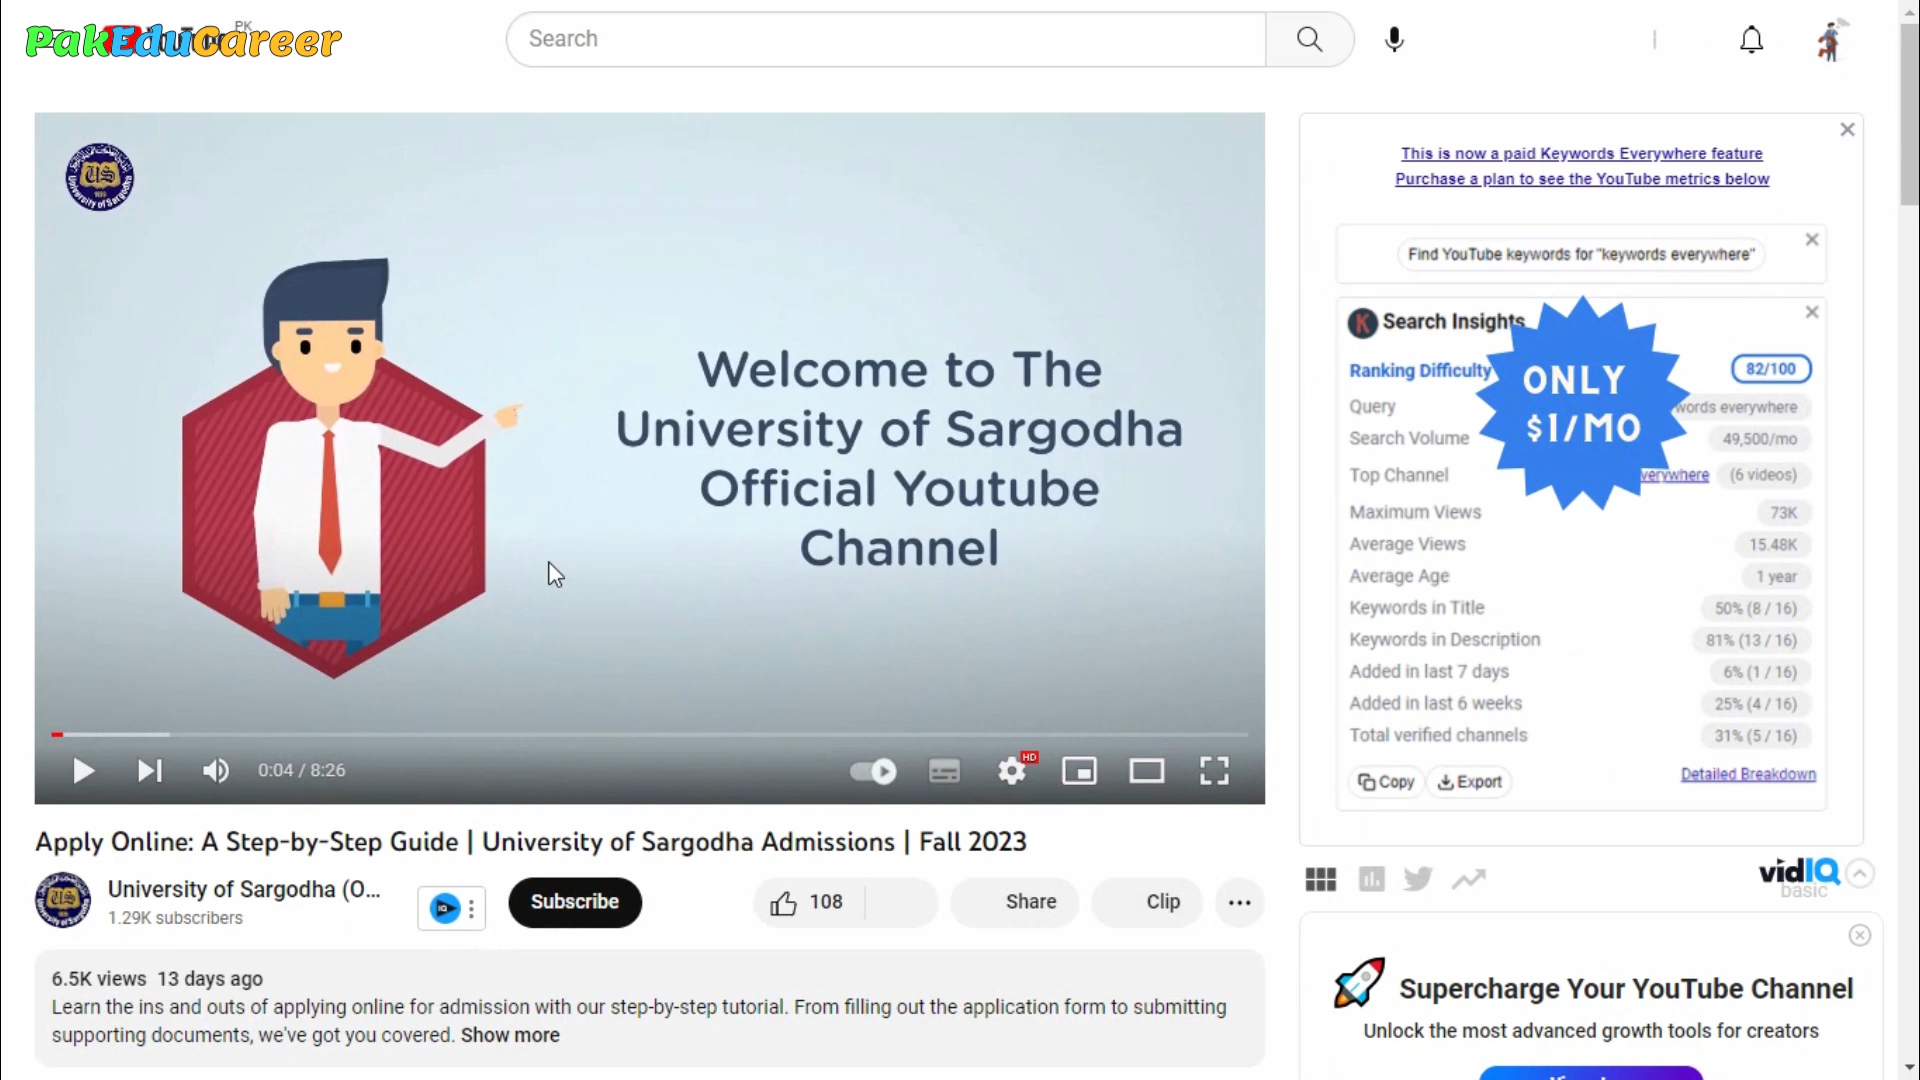 PakEduCareer
PK
Search
University of Sargodha
US
Welcome to The
University of Sargodha
Official Youtube
Channel
HD
0:04 / 8:26
Apply Online: A Step-by-Step Guide | University of Sargodha Admissions | Fall 2023
University of Sargodha (O...
1.29K subscribers
Subscribe
108
Share
Clip
6.5K views 13 days ago
Learn the ins and outs of applying online for admission with our step-by-step tutorial. From filling out the application form to submitting
supporting documents, we've got you covered. Show more
This is now a paid Keywords Everywhere feature
Purchase a plan to see the YouTube metrics below
Find YouTube keywords for "keywords everywhere"
K Search Insights
ONLY
$1/MO
Ranking Difficulty 82/100
Query words everywhere
Search Volume 49,500/mo
Top Channel everywhere (6 videos)
Maximum Views 73K
Average Views 15.48K
Average Age 1 year
Keywords in Title 50% (8 / 16)
Keywords in Description 81% (13 / 16)
Added in last 7 days 6% (1 / 16)
Added in last 6 weeks 25% (4 / 16)
Total verified channels 31% (5 / 16)
Copy Export Detailed Breakdown
vidIQ
basic
Supercharge Your YouTube Channel
Unlock the most advanced growth tools for creators